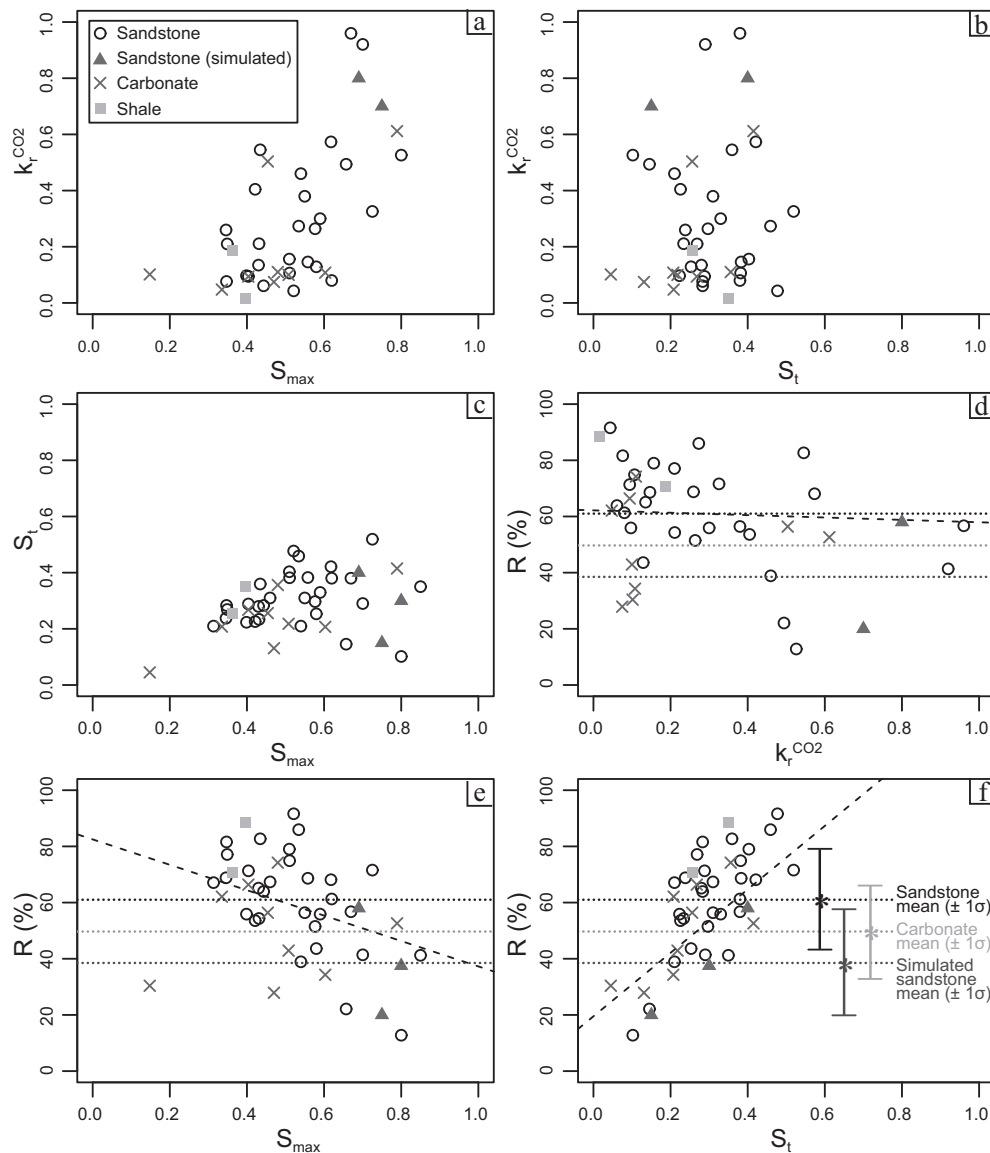 a
Sandstone
Sandstone (simulated)
Carbonate
Shale
k_r^CO2
0.0 0.2 0.4 0.6 0.8 1.0
0.0 0.2 0.4 0.6 0.8 1.0
S_max
b
k_r^CO2
0.0 0.2 0.4 0.6 0.8 1.0
0.0 0.2 0.4 0.6 0.8 1.0
S_t
c
S_t
0.0 0.2 0.4 0.6 0.8 1.0
0.0 0.2 0.4 0.6 0.8 1.0
S_max
d
R (%)
0 20 40 60 80 100
0.0 0.2 0.4 0.6 0.8 1.0
k_r^CO2
e
R (%)
0 20 40 60 80 100
0.0 0.2 0.4 0.6 0.8 1.0
S_max
f
R (%)
0 20 40 60 80 100
Sandstone
mean (± 1σ)
Carbonate
mean (± 1σ)
Simulated
sandstone
mean (± 1σ)
0.0 0.2 0.4 0.6 0.8 1.0
S_t